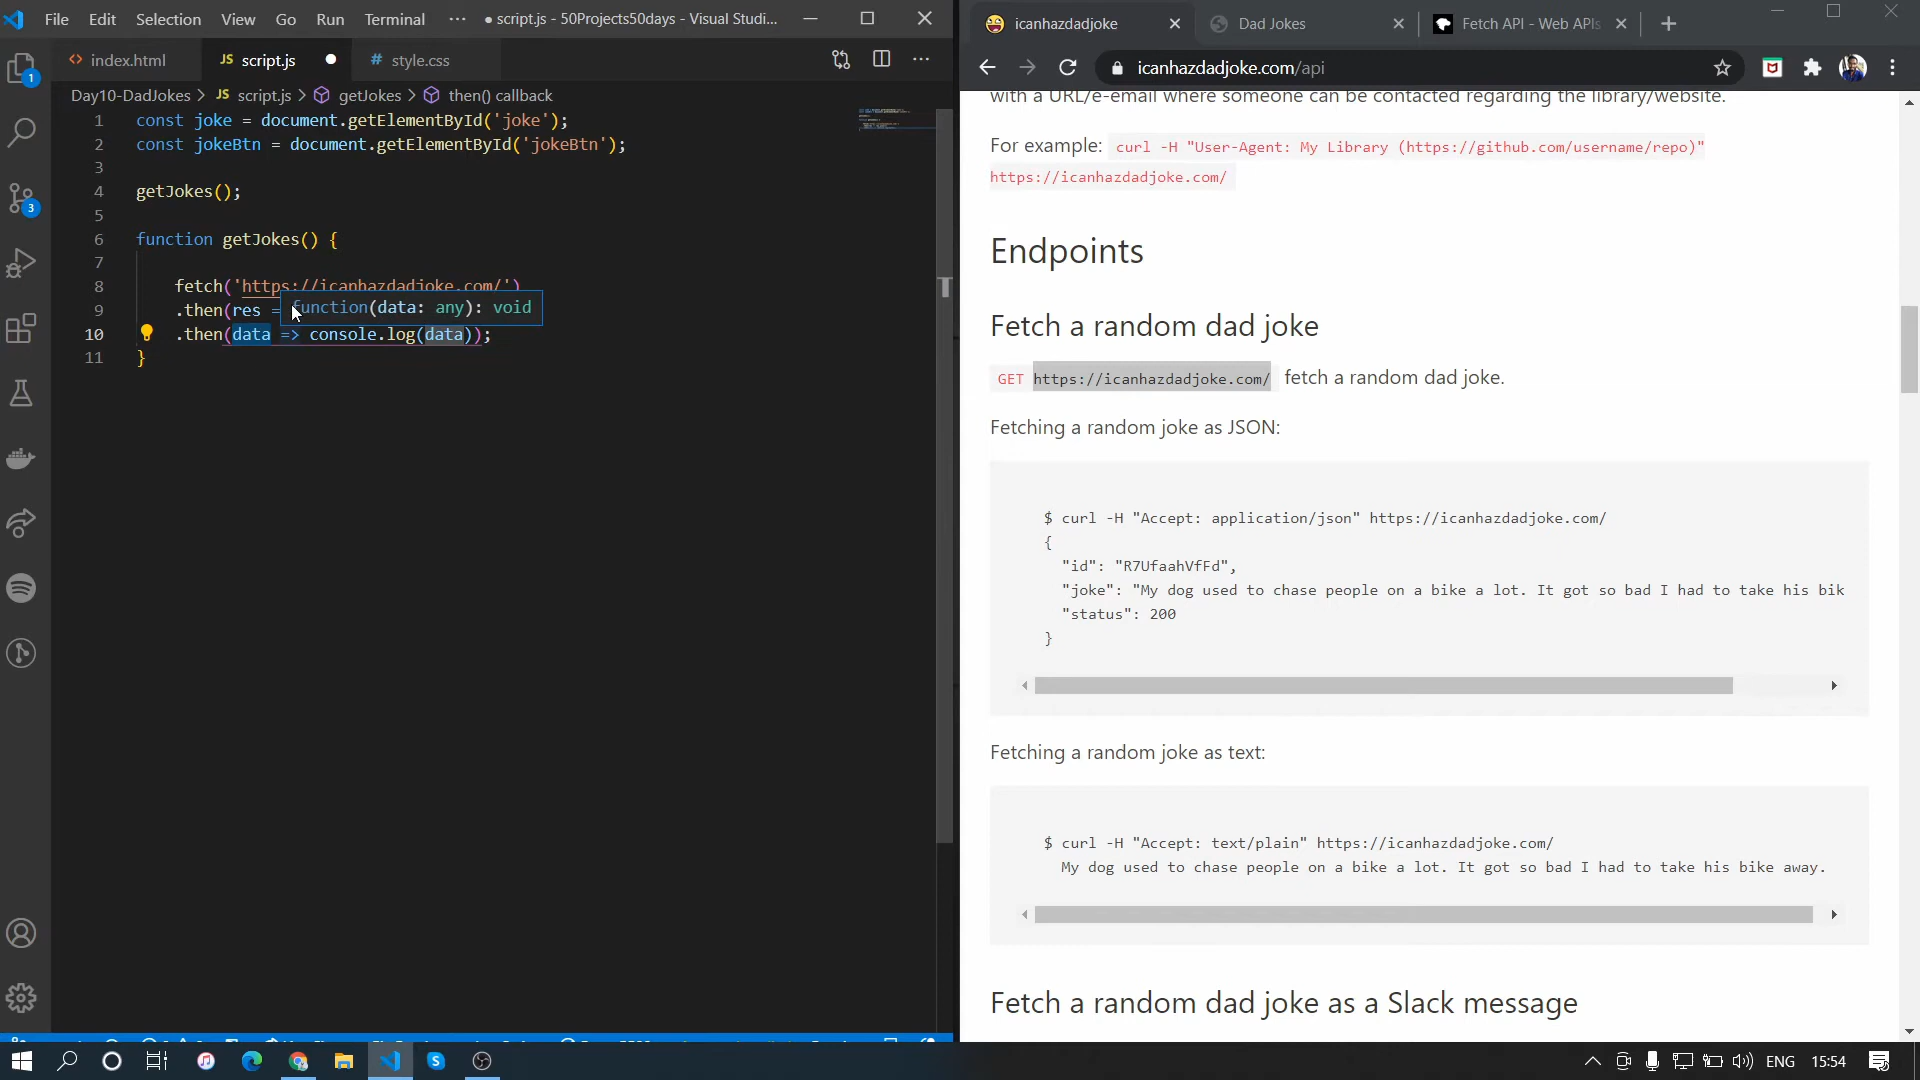 File Edit Selection View Go Run Terminal ··· ● script.js - 50Projects50days - Visual Studi...
index.html JS script.js # style.css
Day10-DadJokes > JS script.js > getJokes > then() callback
1 const joke = document.getElementById('joke');
2 const jokeBtn = document.getElementById('jokeBtn');
3
4 getJokes();
5
6 function getJokes() {
7
8 fetch('https://icanhazdadjoke.com/')
function(data: any): void
9 .then(res =
10 .then(data => console.log(data));
11 }
1
3
icanhazdadjoke Dad Jokes Fetch API - Web APIs
icanhazdadjoke.com/api
with a URL/e-email where someone can be contacted regarding the library/website.
For example: curl -H "User-Agent: My Library (https://github.com/username/repo)"
https://icanhazdadjoke.com/
Endpoints
Fetch a random dad joke
GET https://icanhazdadjoke.com/ fetch a random dad joke.
Fetching a random joke as JSON:
$ curl -H "Accept: application/json" https://icanhazdadjoke.com/
{
"id": "R7UfaahVfFd",
"joke": "My dog used to chase people on a bike a lot. It got so bad I had to take his bik
"status": 200
}
Fetching a random joke as text:
$ curl -H "Accept: text/plain" https://icanhazdadjoke.com/
My dog used to chase people on a bike a lot. It got so bad I had to take his bike away.
Fetch a random dad joke as a Slack message
ENG 15:54